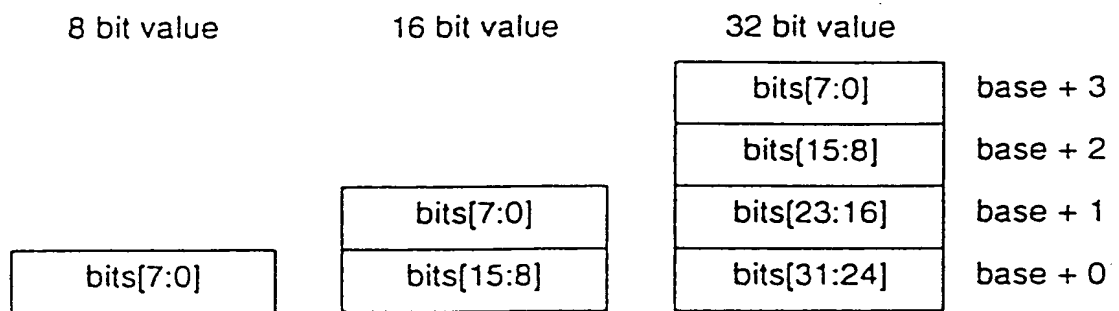 8 bit value 16 bit value 32 bit value
bits[7:0] base + 3
bits[15:8] base + 2
bits[7:0] bits[23:16] base + 1
bits[7:0] bits[15:8] bits[31:24] base + 0